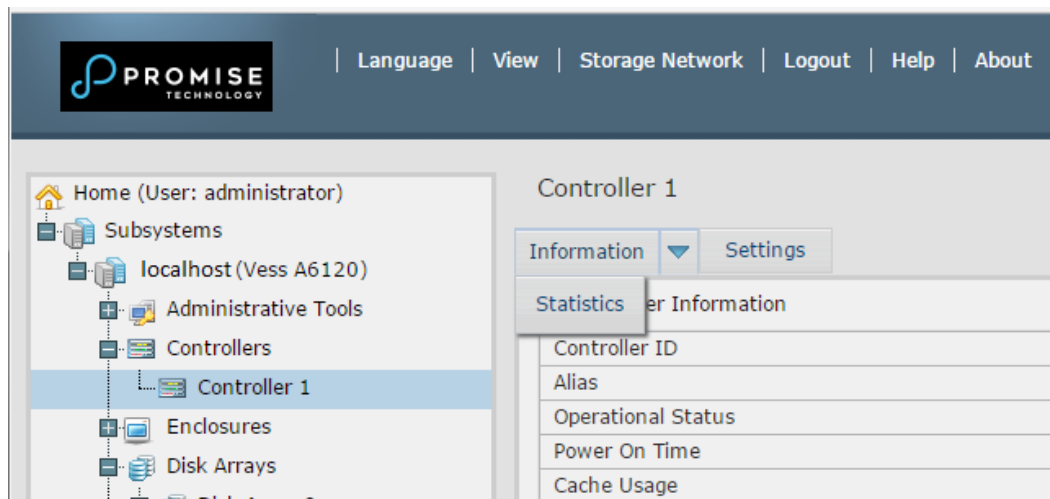 PROMISE
TECHNOLOGY
Language
View
Storage Network
Logout
Help
About
Home (User: administrator)
Subsystems
localhost (Vess A6120)
Administrative Tools
Controllers
Controller 1
Enclosures
Disk Arrays
Controller 1
Information
Settings
Statistics
er Information
Controller ID
Alias
Operational Status
Power On Time
Cache Usage